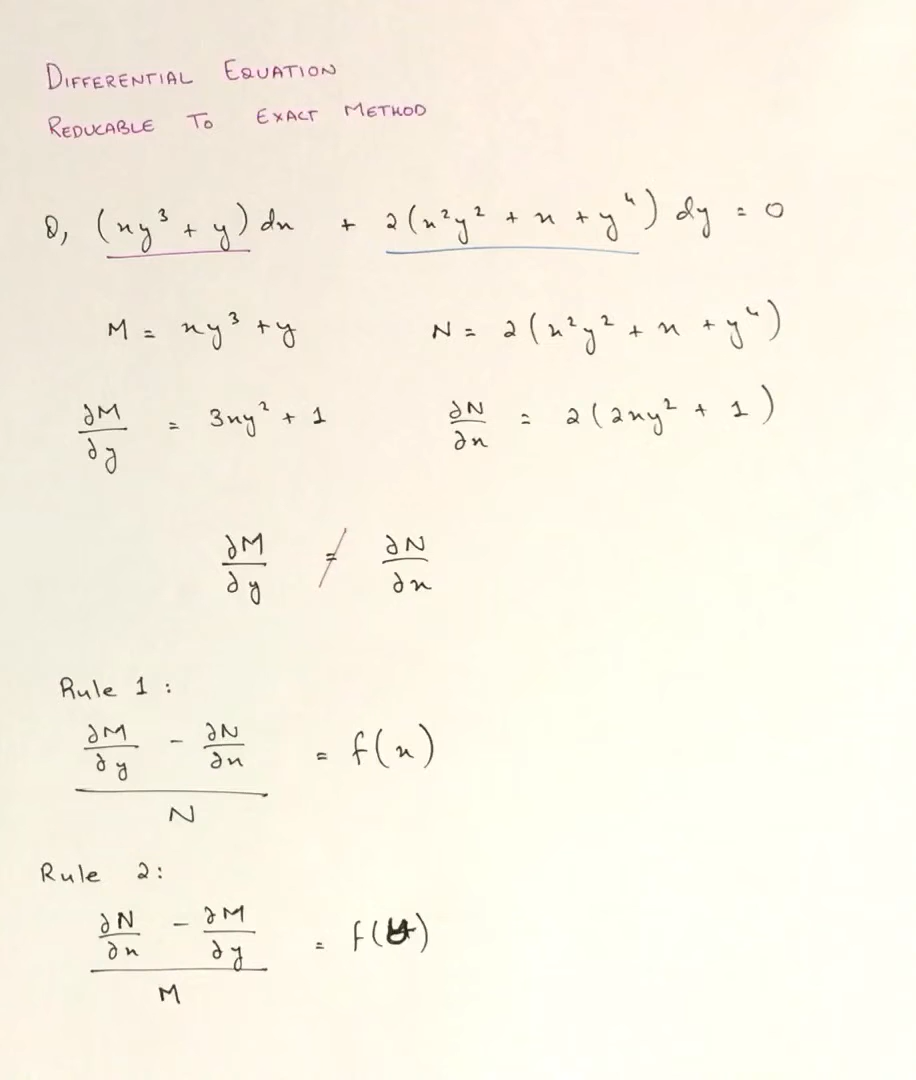 DIFFERENTIAL EQUATION
REDUCABLE TO EXACT METHOD
Q, (xy³ + y) dx + 2(x²y² + x + y⁴) dy = 0
M = xy³ + y N = 2(x²y² + x + y⁴)
∂M/∂y = 3xy² + 1 ∂N/∂x = 2(2xy² + 1)
∂M/∂y ≠ ∂N/∂x
Rule 1:
(∂M/∂y - ∂N/∂x)/N = f(x)
Rule 2:
(∂N/∂x - ∂M/∂y)/M = f(y)